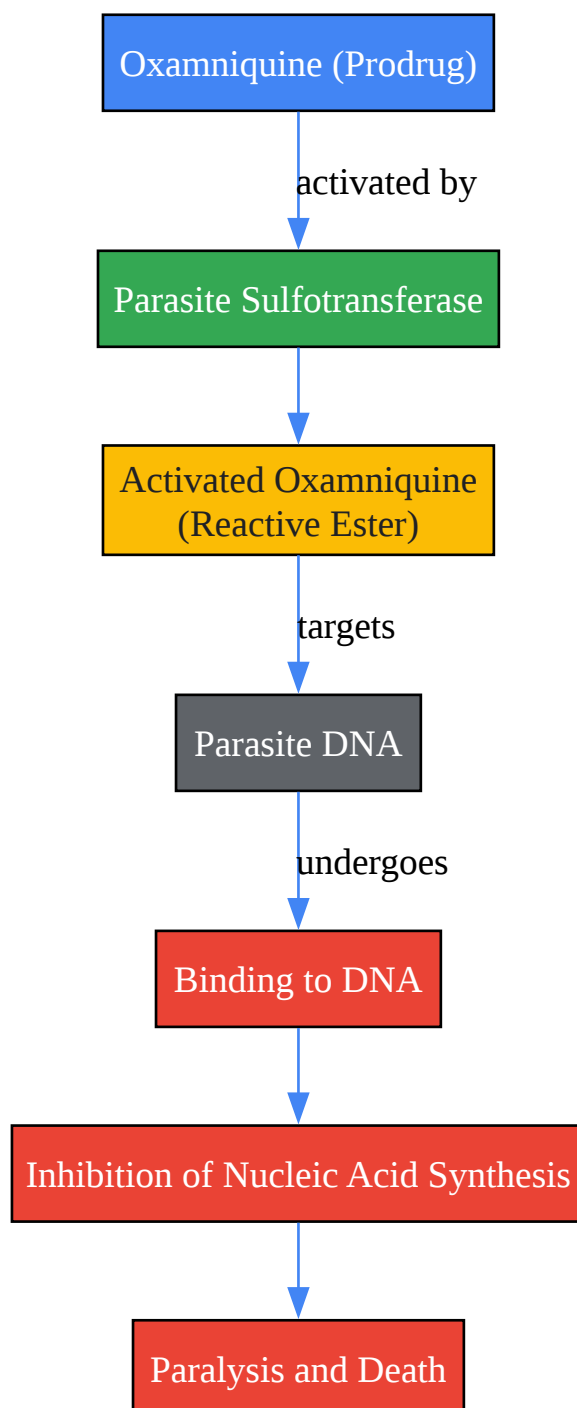 Oxamniquine (Prodrug)
activated by
Parasite Sulfotransferase
Activated Oxamniquine
(Reactive Ester)
targets
Parasite DNA
undergoes
Binding to DNA
Inhibition of Nucleic Acid Synthesis
Paralysis and Death